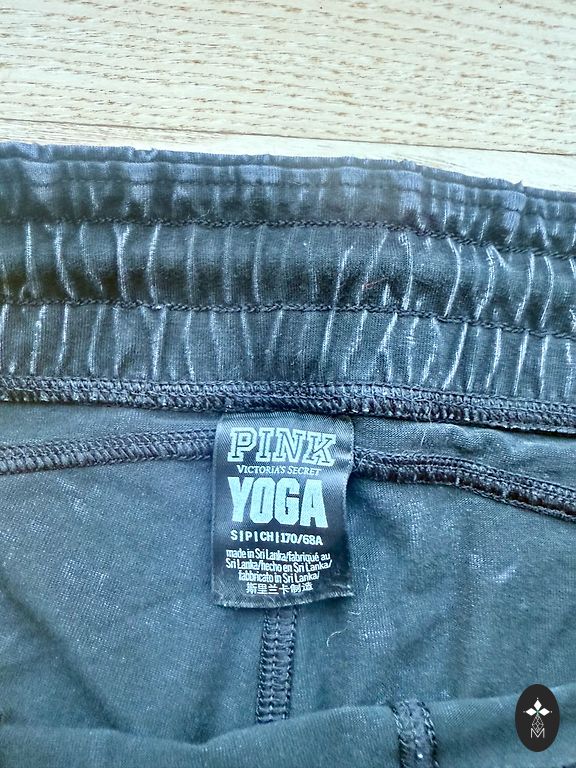 PINK
VICTORIA'S SECRET
YOGA
S|P|CH|170/68A
made in Sri Lanka/fabriqué au
Sri Lanka/hecho en Sri Lanka/
fabbricato in Sri Lanka/
斯里兰卡制造
M